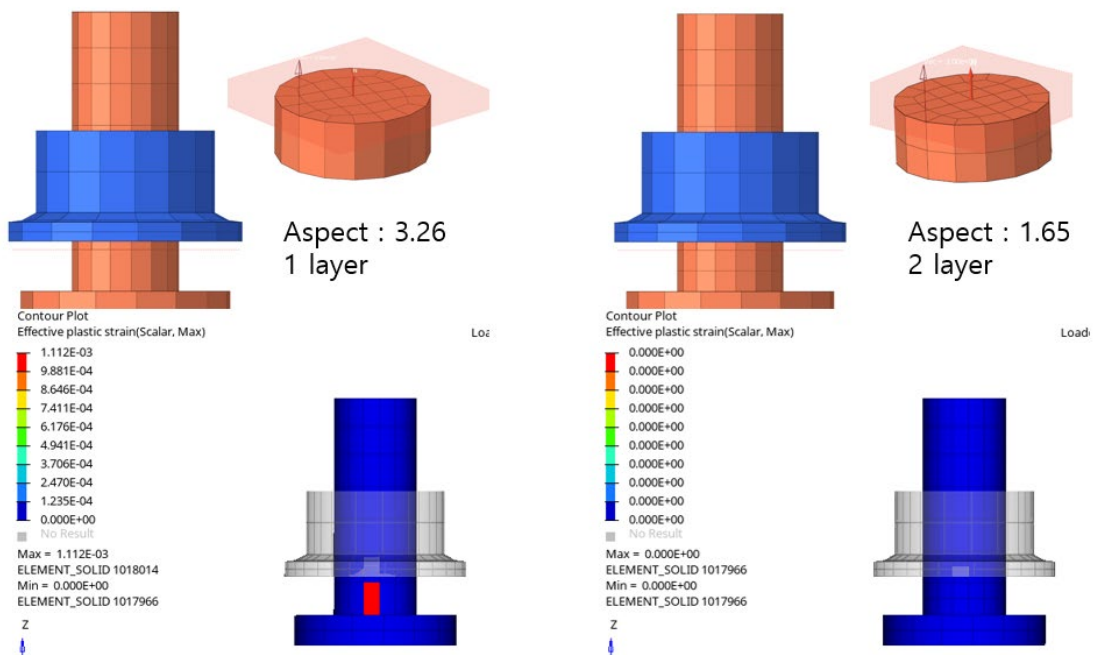 Aspect : 3.26
1 layer
Contour Plot
Effective plastic strain(Scalar, Max)
Loa
1.112E-03
9.881E-04
8.646E-04
7.411E-04
6.176E-04
4.941E-04
3.706E-04
2.470E-04
1.235E-04
0.000E+00
No Result
Max = 1.112E-03
ELEMENT_SOLID 1018014
Min = 0.000E+00
ELEMENT_SOLID 1017966
Z
Aspect : 1.65
2 layer
Contour Plot
Effective plastic strain(Scalar, Max)
Load
0.000E+00
0.000E+00
0.000E+00
0.000E+00
0.000E+00
0.000E+00
0.000E+00
0.000E+00
0.000E+00
0.000E+00
No Result
Max = 0.000E+00
ELEMENT_SOLID 1017966
Min = 0.000E+00
ELEMENT_SOLID 1017966
Z